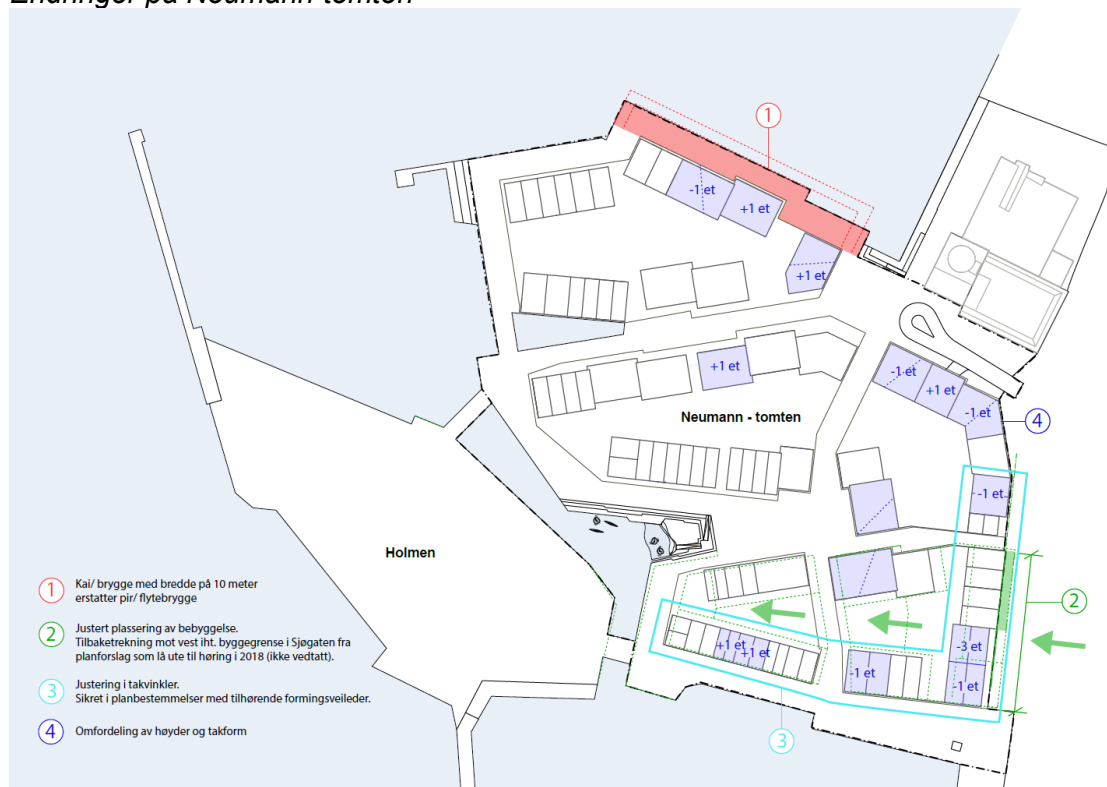 Endringer på Neumann-tomten
1
-1 et
+1 et
+1 et
-1 et
+1 et
-1 et
+1 et
Neumann - tomten
4
-1 et
Holmen
1 Kai/ brygge med bredde på 10 meter
erstatter pir/ flytebrygge
2 Justert plassering av bebyggelse.
Tilbaketrekning mot vest iht. byggegrense i Sjøgaten fra
planforslag som lå ute til høring i 2018 (ikke vedtatt).
3 Justering i takvinkler.
Sikret i planbestemmelser med tilhørende formingsveileder.
4 Omfordeling av høyder og takform
2
+1 et
+1 et
-3 et
-1 et
-1 et
3